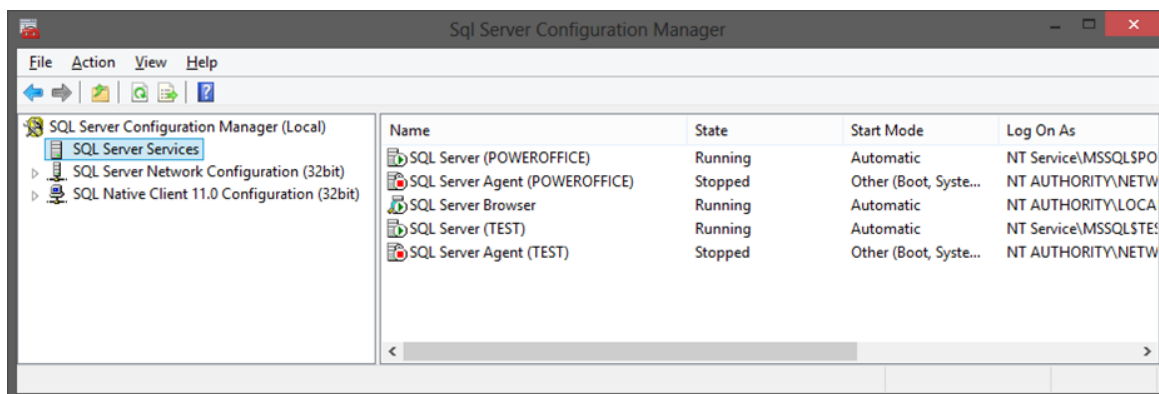 Sql Server Configuration Manager
File Action View Help
SQL Server Configuration Manager (Local)
SQL Server Services
SQL Server Network Configuration (32bit)
SQL Native Client 11.0 Configuration (32bit)
Name State Start Mode Log On As
SQL Server (POWEROFFICE) Running Automatic NT Service\MSSQL$PO
SQL Server Agent (POWEROFFICE) Stopped Other (Boot, Syste... NT AUTHORITY\NETW
SQL Server Browser Running Automatic NT AUTHORITY\LOCA
SQL Server (TEST) Running Automatic NT Service\MSSQL$TES
SQL Server Agent (TEST) Stopped Other (Boot, Syste... NT AUTHORITY\NETW